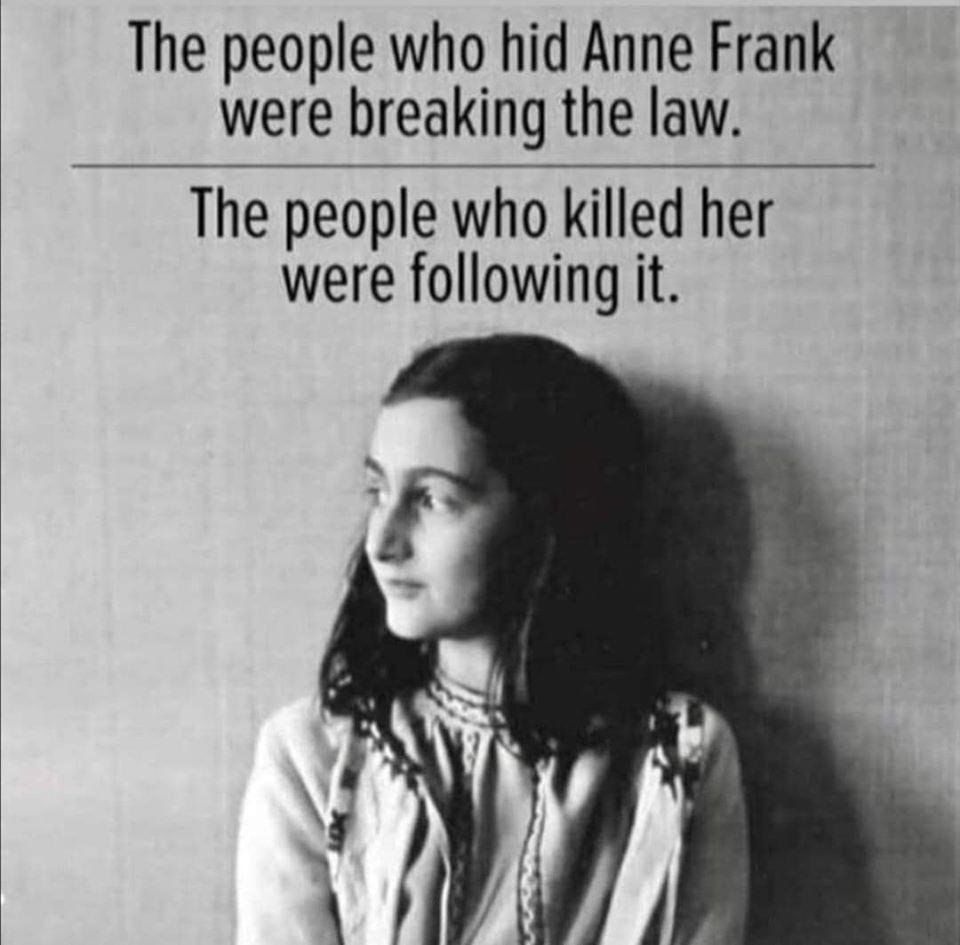 The people who hid Anne Frank
were breaking the law.
The people who killed her
were following it.